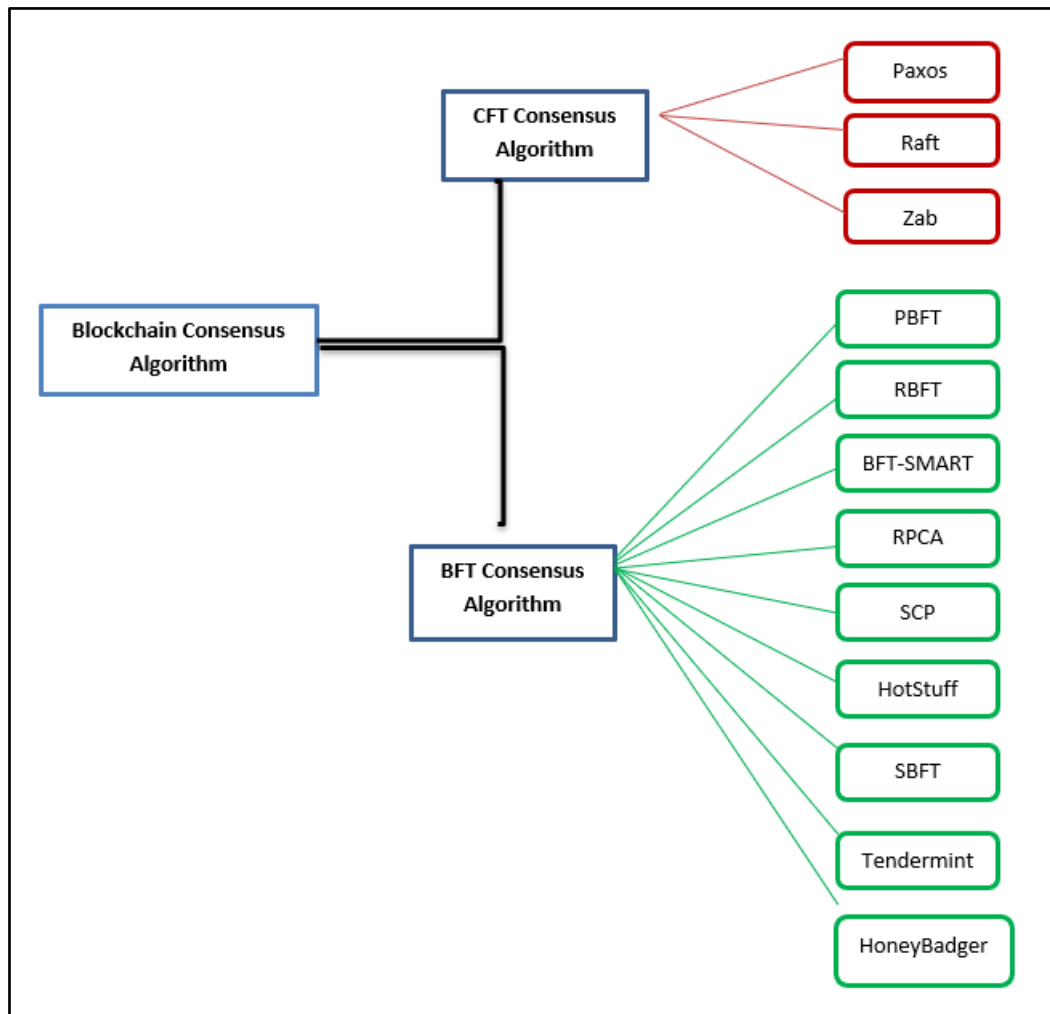 CFT Consensus
Algorithm
Paxos
Raft
Zab
Blockchain Consensus
Algorithm
BFT Consensus
Algorithm
PBFT
RBFT
BFT-SMART
RPCA
SCP
HotStuff
SBFT
Tendermint
HoneyBadger